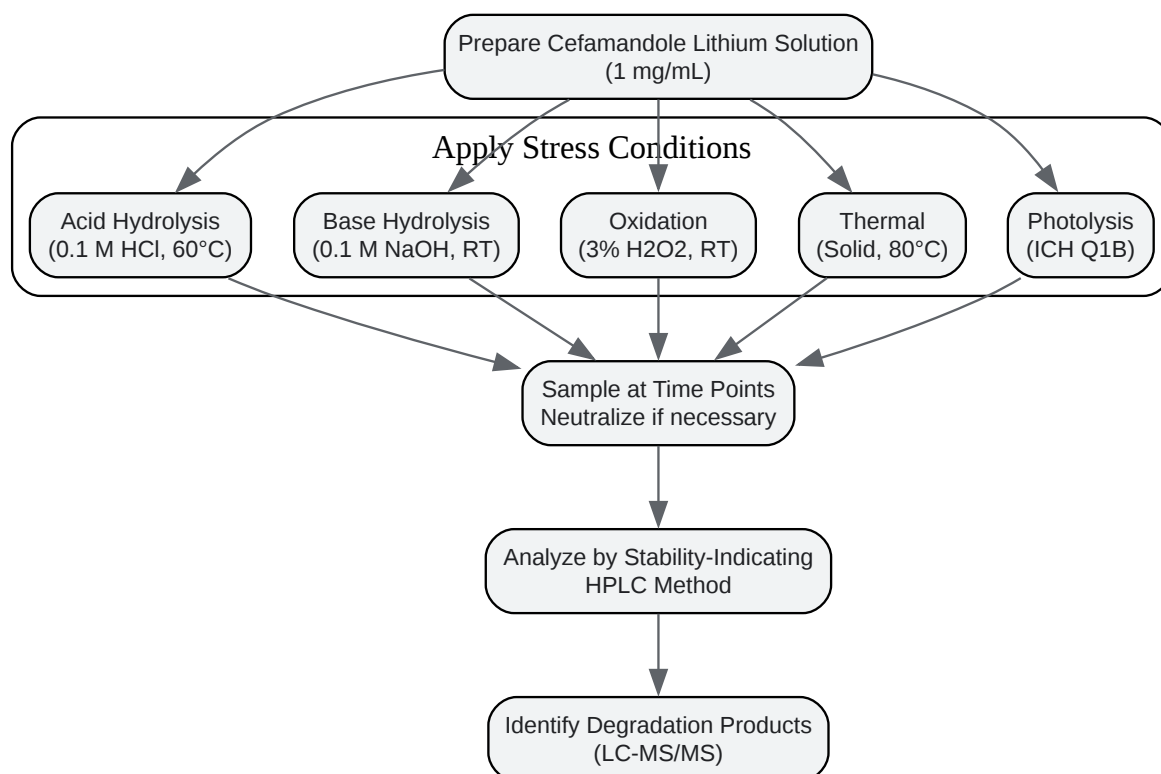 Prepare Cefamandole Lithium Solution
(1 mg/mL)
Apply Stress Conditions
Acid Hydrolysis
(0.1 M HCl, 60°C)
Base Hydrolysis
(0.1 M NaOH, RT)
Oxidation
(3% H2O2, RT)
Thermal
(Solid, 80°C)
Photolysis
(ICH Q1B)
Sample at Time Points
Neutralize if necessary
Analyze by Stability-Indicating
HPLC Method
Identify Degradation Products
(LC-MS/MS)